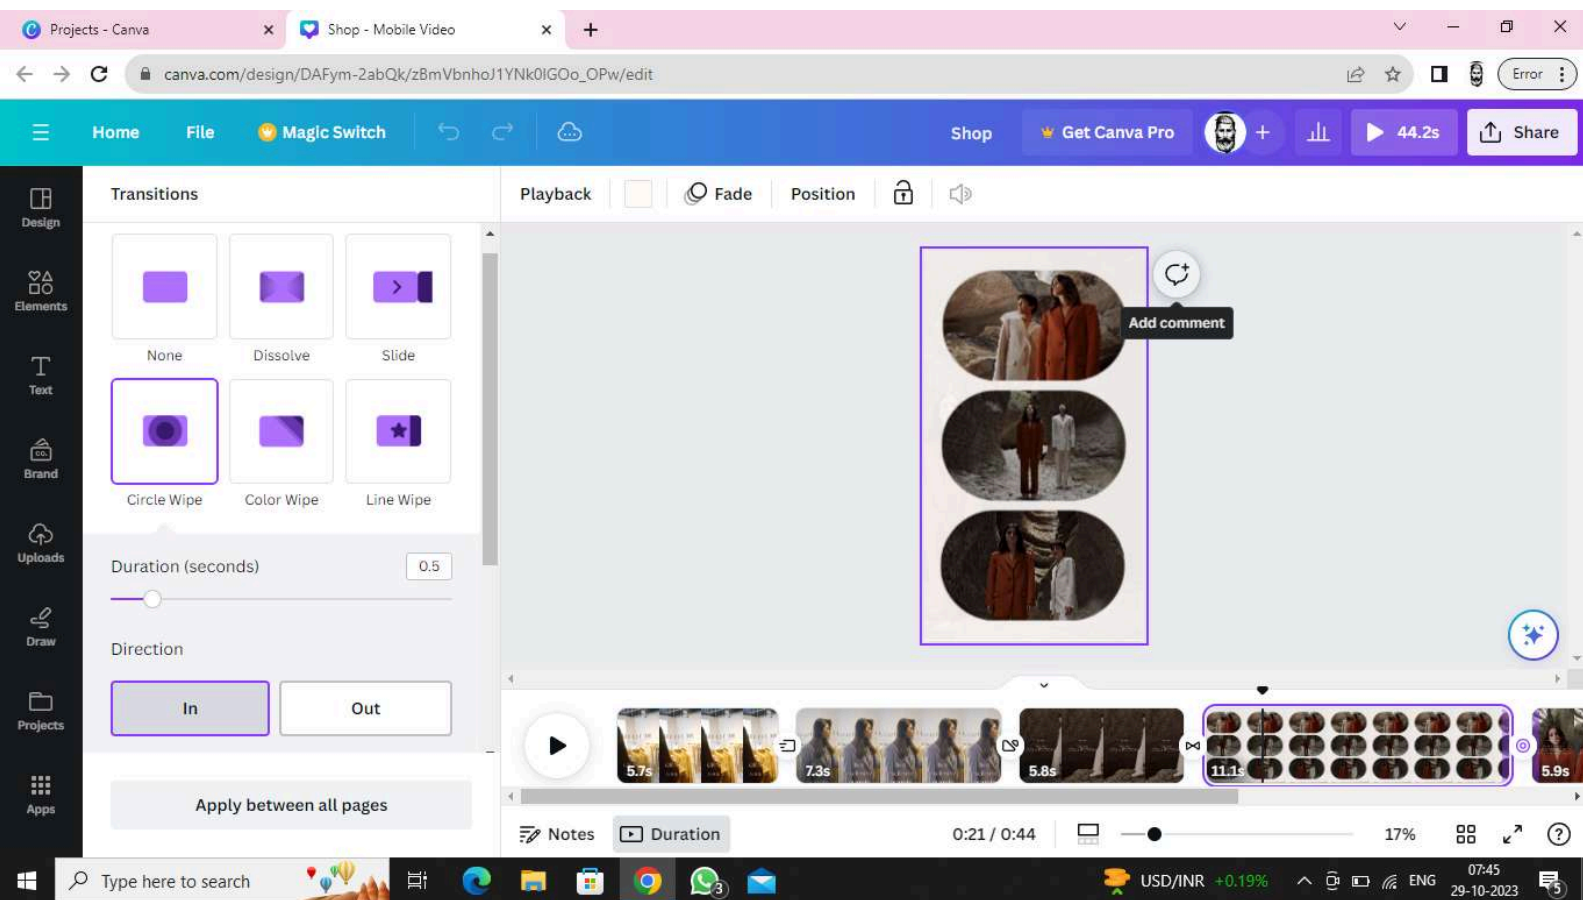 Projects - Canva
Shop - Mobile Video
canva.com/design/DAFym-2abQk/zBmVbnhoJ1YNk0IGOo_OPw/edit
Error
Home
File
Magic Switch
Shop
Get Canva Pro
44.2s
Share
Design
Elements
Text
Brand
CO.
Uploads
Draw
Projects
Apps
Transitions
None
Dissolve
Slide
Circle Wipe
Color Wipe
Line Wipe
Duration (seconds)
0.5
Direction
In
Out
Apply between all pages
Playback
Fade
Position
Add comment
5.7s
7.3s
5.8s
11.1s
5.9s
Notes
Duration
0:21 / 0:44
17%
Type here to search
3
USD/INR +0.19%
ENG
07:45
29-10-2023
5